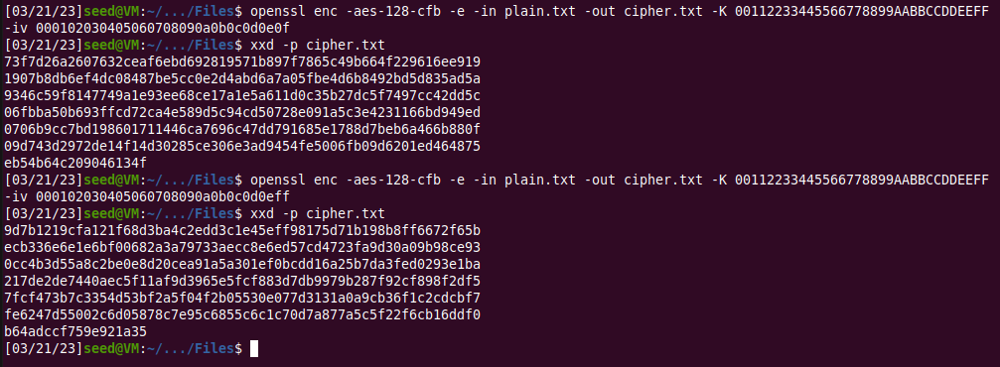 [03/21/23]seed@VM:~/.../Files$ openssl enc -aes-128-cfb -e -in plain.txt -out cipher.txt -K 00112233445566778899AABBCCDDEEFF
-iv 000102030405060708090a0b0c0d0e0f
[03/21/23]seed@VM:~/.../Files$ xxd -p cipher.txt
73f7d26a2607632ceaf6ebd692819571b897f7865c49b664f229616ee919
1907b8db6ef4dc08487be5cc0e2d4abd6a7a05fbe4d6b8492bd5d835ad5a
9346c59f8147749a1e93ee68ce17a1e5a611d0c35b27dc5f7497cc42dd5c
06fbba50b693ffcd72ca4e589d5c94cd50728e091a5c3e4231166bd949ed
0706b9cc7bd198601711446ca7696c47dd791685e1788d7beb6a466b880f
09d743d2972de14f14d30285ce306e3ad9454fe5006fb09d6201ed464875
eb54b64c209046134f
[03/21/23]seed@VM:~/.../Files$ openssl enc -aes-128-cfb -e -in plain.txt -out cipher.txt -K 00112233445566778899AABBCCDDEEFF
-iv 000102030405060708090a0b0c0d0eff
[03/21/23]seed@VM:~/.../Files$ xxd -p cipher.txt
9d7b1219cfa121f68d3ba4c2edd3c1e45eff98175d71b198b8ff6672f65b
ecb336e6e1e6bf00682a3a79733aecc8e6ed57cd4723fa9d30a09b98ce93
0cc4b3d55a8c2be0e8d20cea91a5a301ef0bcdd16a25b7da3fed0293e1ba
217de2de7440aec5f11af9d3965e5fcf883d7db9979b287f92cf898f2df5
7fcf473b7c3354d53bf2a5f04f2b05530e077d3131a0a9cb36f1c2cdcbf7
fe6247d55002c6d05878c7e95c6855c6c1c70d7a877a5c5f22f6cb16ddf0
b64adccf759e921a35
[03/21/23]seed@VM:~/.../Files$